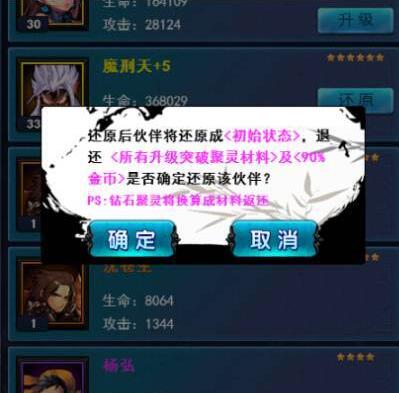 生命：164109
30
攻击：28124
升级
魔荆天+5
生命：368029
还原
33
还原后伙伴将还原成<初始状态>，退
还 <所有升级突破聚灵材料>及<90%
金币>是否确定还原该伙伴？
PS:钻石聚灵将换算成材料返还
确定
取消
1
生命：8064
1
攻击：1344
杨弘